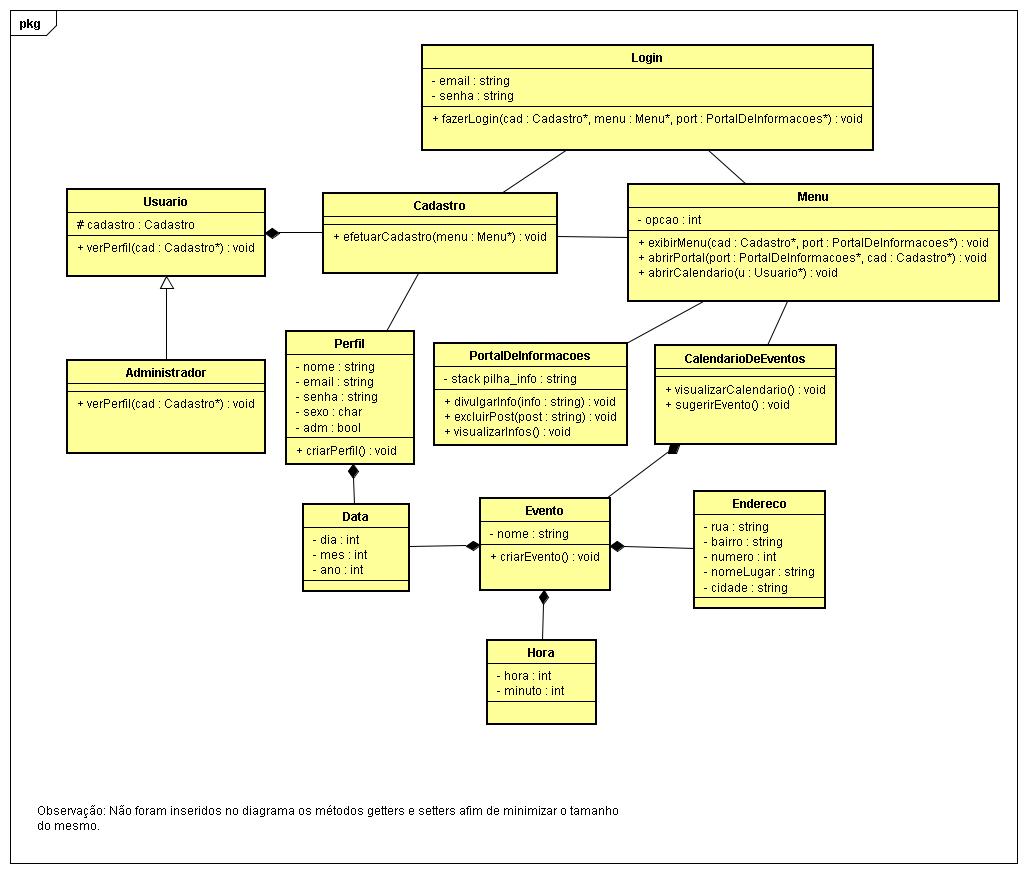 pkg
Login
- email : string
- senha : string
+ fazerLogin(cad : Cadastro*, menu : Menu*, port : PortalDeInformacoes*) : void
Usuario
# cadastro : Cadastro
+ verPerfil(cad : Cadastro*) : void
Cadastro
+ efetuarCadastro(menu : Menu*) : void
Menu
- opcao : int
+ exibirMenu(cad : Cadastro*, port : PortalDeInformacoes*) : void
+ abrirPortal(port : PortalDeInformacoes*, cad : Cadastro*) : void
+ abrirCalendario(u : Usuario*) : void
Administrador
+ verPerfil(cad : Cadastro*) : void
Perfil
- nome : string
- email : string
- senha : string
- sexo : char
- adm : bool
+ criarPerfil() : void
PortalDeInformacoes
- stack pilha_info : string
+ divulgarInfo(info : string) : void
+ excluirPost(post : string) : void
+ visualizarInfos() : void
CalendarioDeEventos
+ visualizarCalendario() : void
+ sugerirEvento() : void
Data
- dia : int
- mes : int
- ano : int
Evento
- nome : string
+ criarEvento() : void
Endereco
- rua : string
- bairro : string
- numero : int
- nomeLugar : string
- cidade : string
Hora
- hora : int
- minuto : int
Observação: Não foram inseridos no diagrama os métodos getters e setters afim de minimizar o tamanho
do mesmo.